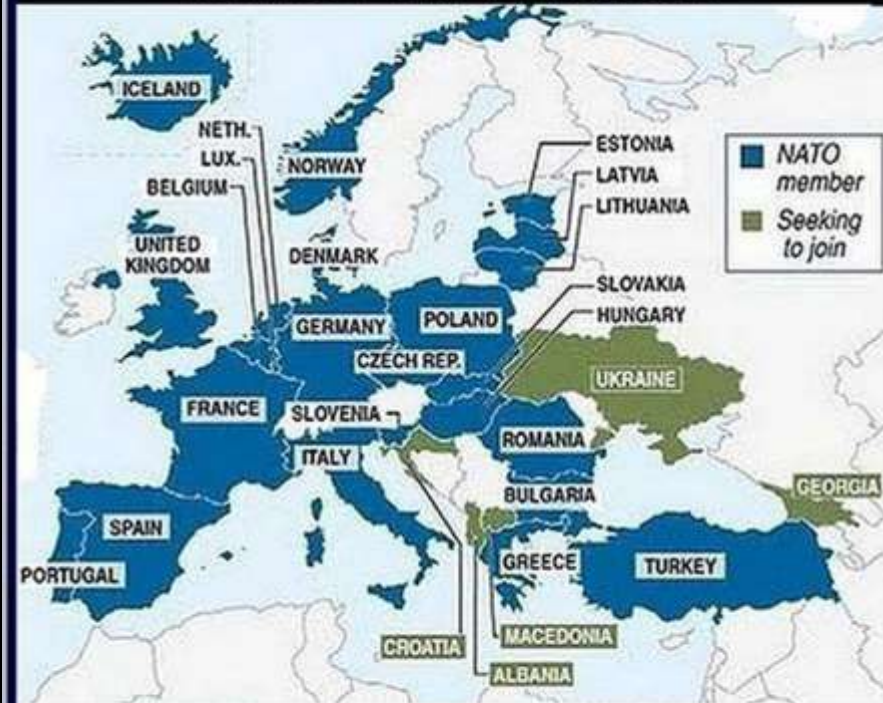 ICELAND
NETH.
LUX.
BELGIUM
NORWAY
ESTONIA
LATVIA
LITHUANIA
NATO
member
Seeking
to join
UNITED
KINGDOM
DENMARK
SLOVAKIA
HUNGARY
GERMANY
POLAND
CZECH REP.
UKRAINE
FRANCE
SLOVENIA
ROMANIA
ITALY
GEORGIA
BULGARIA
SPAIN
PORTUGAL
GREECE
TURKEY
CROATIA
MACEDONIA
ALBANIA